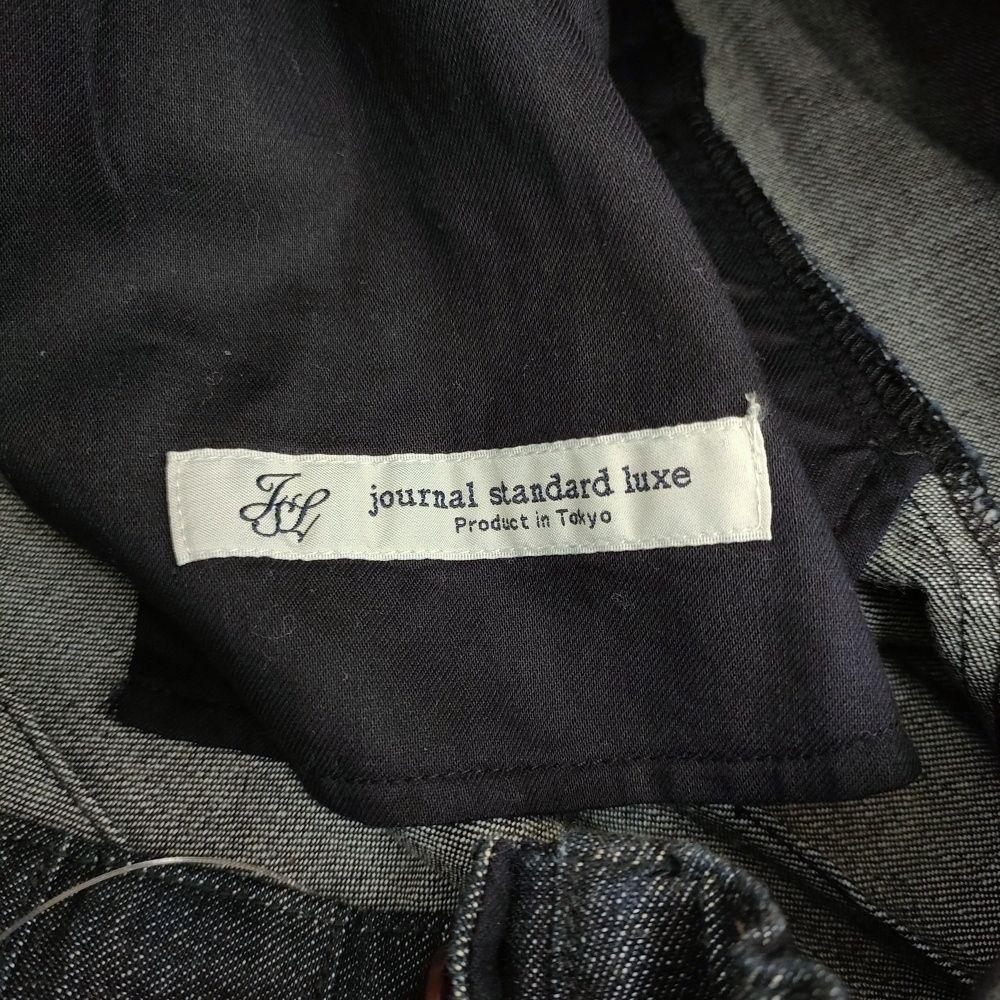 JSL
journal standard luxe
Product in Tokyo